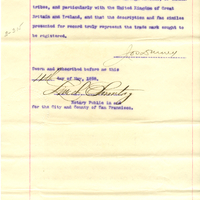 tribes, and particularly with the United Kingdom of Great
Britain and Ireland, and that the description and fac similes
presented for record truly represent the trade mark sought to
be registered.
Sworn and subscribed before me this
day of May, 1898.
Notary Public in and
For the City and County of San Francisco.